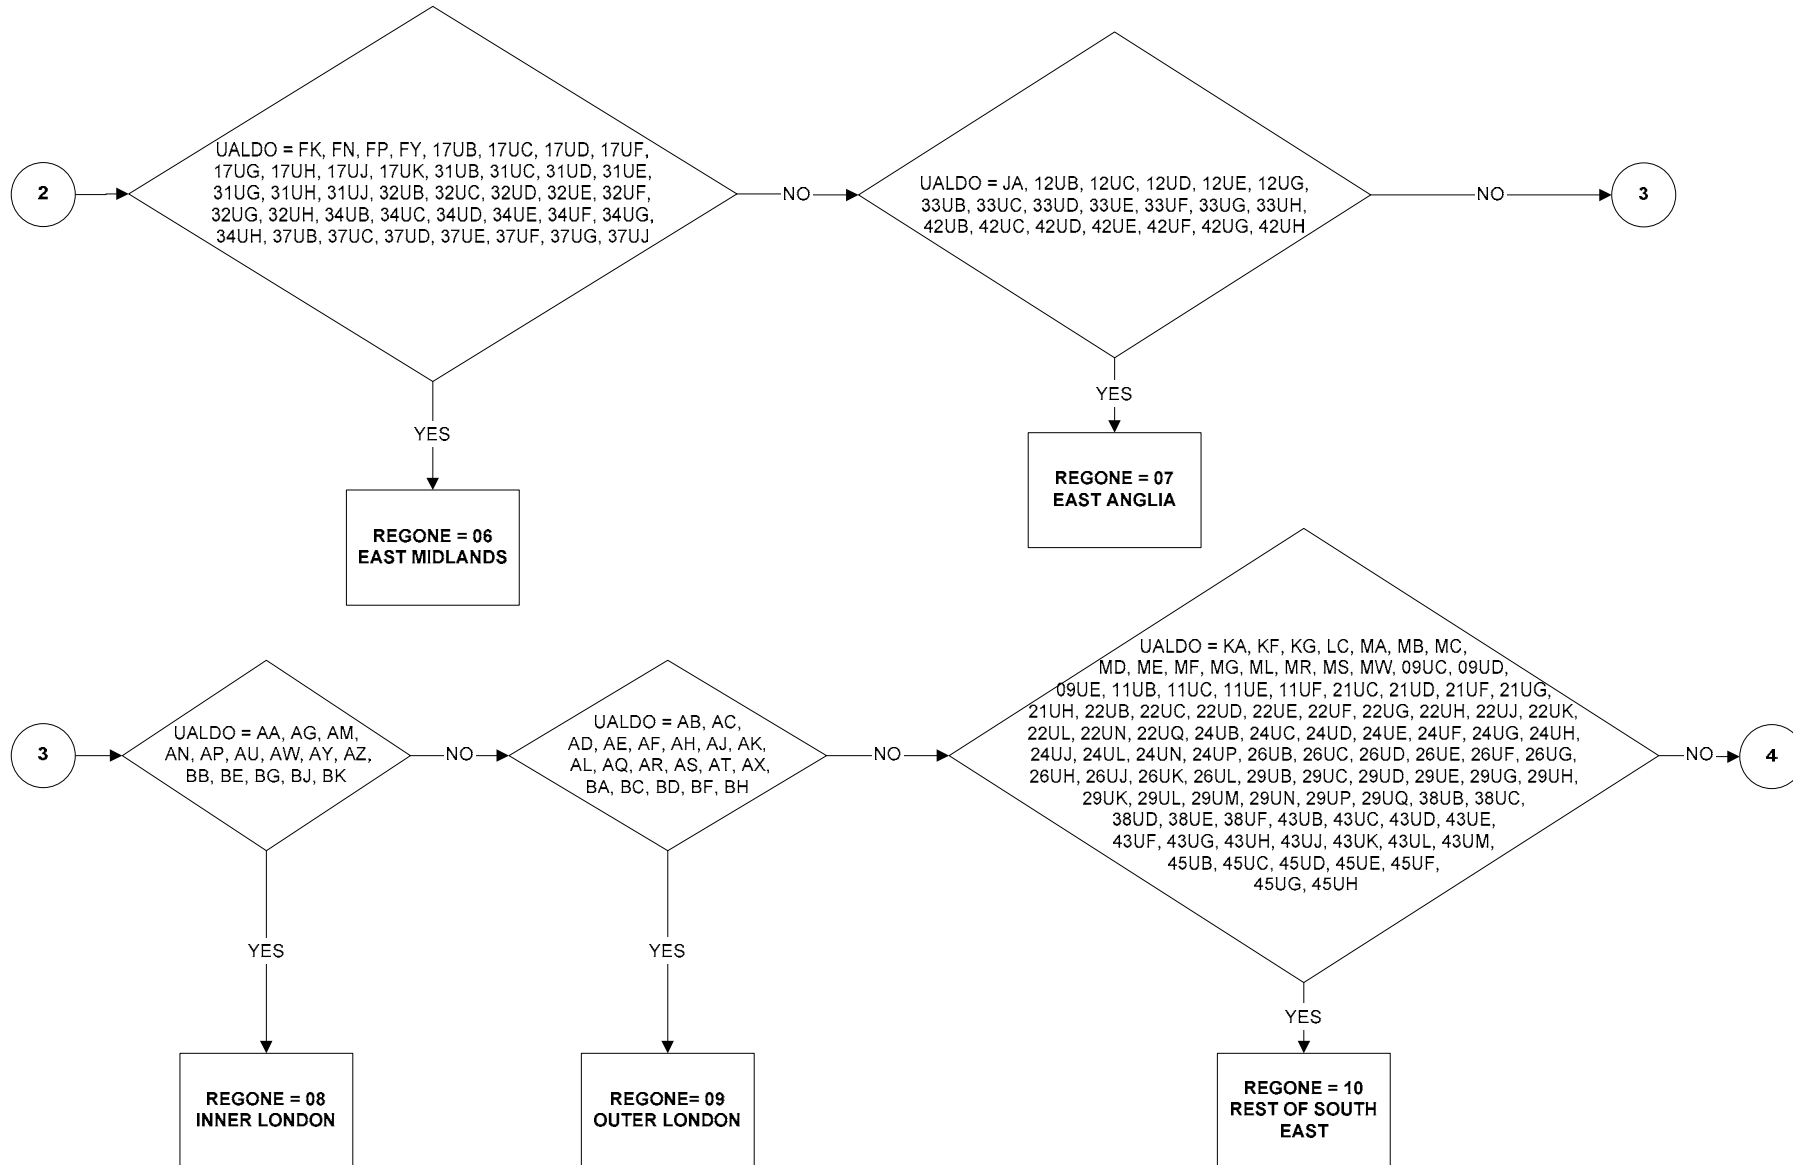 2
UALDO = FK, FN, FP, FY, 17UB, 17UC, 17UD, 17UF,
17UG, 17UH, 17UJ, 17UK, 31UB, 31UC, 31UD, 31UE,
31UG, 31UH, 31UJ, 32UB, 32UC, 32UD, 32UE, 32UF,
32UG, 32UH, 34UB, 34UC, 34UD, 34UE, 34UF, 34UG,
34UH, 37UB, 37UC, 37UD, 37UE, 37UF, 37UG, 37UJ
NO
UALDO = JA, 12UB, 12UC, 12UD, 12UE, 12UG,
33UB, 33UC, 33UD, 33UE, 33UF, 33UG, 33UH,
42UB, 42UC, 42UD, 42UE, 42UF, 42UG, 42UH
NO
3
YES
YES
REGONE = 06
EAST MIDLANDS
REGONE = 07
EAST ANGLIA
3
UALDO = AA, AG, AM,
AN, AP, AU, AW, AY, AZ,
BB, BE, BG, BJ, BK
NO
UALDO = AB, AC,
AD, AE, AF, AH, AJ, AK,
AL, AQ, AR, AS, AT, AX,
BA, BC, BD, BF, BH
NO
UALDO = KA, KF, KG, LC, MA, MB, MC,
MD, ME, MF, MG, ML, MR, MS, MW, 09UC, 09UD,
09UE, 11UB, 11UC, 11UE, 11UF, 21UC, 21UD, 21UF, 21UG,
21UH, 22UB, 22UC, 22UD, 22UE, 22UF, 22UG, 22UH, 22UJ, 22UK,
22UL, 22UN, 22UQ, 24UB, 24UC, 24UD, 24UE, 24UF, 24UG, 24UH,
24UJ, 24UL, 24UN, 24UP, 26UB, 26UC, 26UD, 26UE, 26UF, 26UG,
26UH, 26UJ, 26UK, 26UL, 29UB, 29UC, 29UD, 29UE, 29UG, 29UH,
29UK, 29UL, 29UM, 29UN, 29UP, 29UQ, 38UB, 38UC,
38UD, 38UE, 38UF, 43UB, 43UC, 43UD, 43UE,
43UF, 43UG, 43UH, 43UJ, 43UK, 43UL, 43UM,
45UB, 45UC, 45UD, 45UE, 45UF,
45UG, 45UH
NO
4
YES
YES
YES
REGONE = 08
INNER LONDON
REGONE= 09
OUTER LONDON
REGONE = 10
REST OF SOUTH
EAST